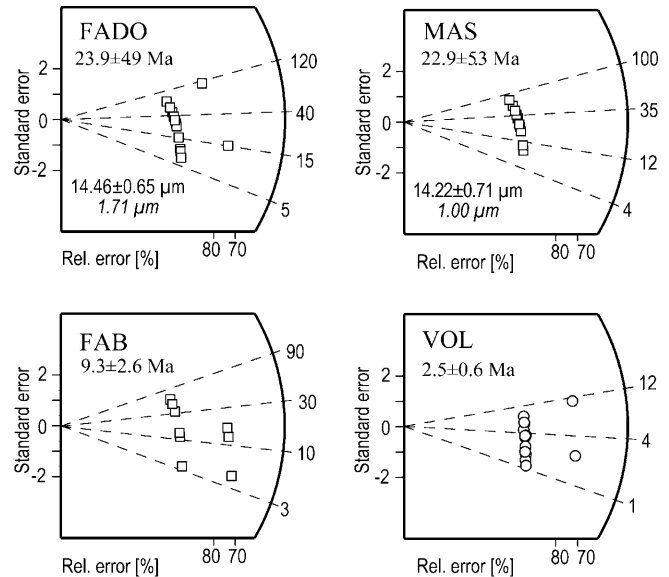 FADO
23.9±49 Ma
120
40
15
5
Standard error
2
0
-2
14.46±0.65 µm
1.71 µm
80 70
Rel. error [%]
MAS
22.9±53 Ma
100
35
12
4
Standard error
2
0
-2
14.22±0.71 µm
1.00 µm
80 70
Rel. error [%]
FAB
9.3±2.6 Ma
90
30
10
3
Standard error
2
0
-2
80 70
Rel. error [%]
VOL
2.5±0.6 Ma
12
4
1
Standard error
2
0
-2
80 70
Rel. error [%]